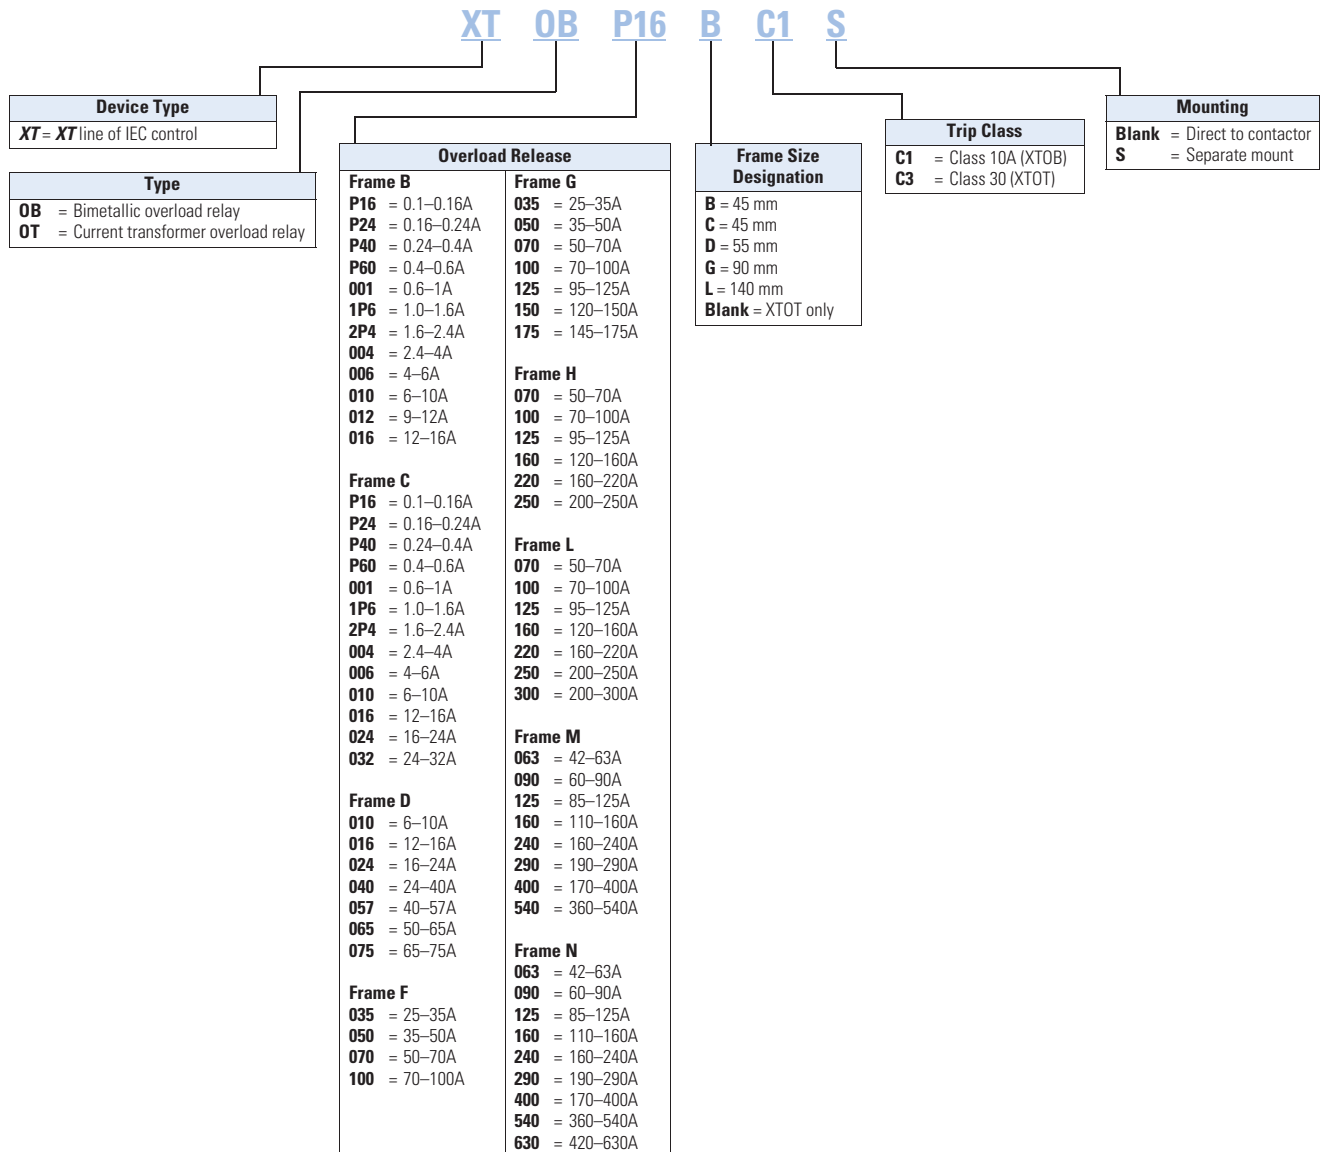 XT OB P16 B C1 S
Device Type
XT = XT line of IEC control
Type
OB = Bimetallic overload relay
OT = Current transformer overload relay
Overload Release
Frame B
P16 = 0.1–0.16A
P24 = 0.16–0.24A
P40 = 0.24–0.4A
P60 = 0.4–0.6A
001 = 0.6–1A
1P6 = 1.0–1.6A
2P4 = 1.6–2.4A
004 = 2.4–4A
006 = 4–6A
010 = 6–10A
012 = 9–12A
016 = 12–16A
Frame C
P16 = 0.1–0.16A
P24 = 0.16–0.24A
P40 = 0.24–0.4A
P60 = 0.4–0.6A
001 = 0.6–1A
1P6 = 1.0–1.6A
2P4 = 1.6–2.4A
004 = 2.4–4A
006 = 4–6A
010 = 6–10A
016 = 12–16A
024 = 16–24A
032 = 24–32A
Frame D
010 = 6–10A
016 = 12–16A
024 = 16–24A
040 = 24–40A
057 = 40–57A
065 = 50–65A
075 = 65–75A
Frame F
035 = 25–35A
050 = 35–50A
070 = 50–70A
100 = 70–100A
Frame G
035 = 25–35A
050 = 35–50A
070 = 50–70A
100 = 70–100A
125 = 95–125A
150 = 120–150A
175 = 145–175A
Frame H
070 = 50–70A
100 = 70–100A
125 = 95–125A
160 = 120–160A
220 = 160–220A
250 = 200–250A
Frame L
070 = 50–70A
100 = 70–100A
125 = 95–125A
160 = 120–160A
220 = 160–220A
250 = 200–250A
300 = 200–300A
Frame M
063 = 42–63A
090 = 60–90A
125 = 85–125A
160 = 110–160A
240 = 160–240A
290 = 190–290A
400 = 170–400A
540 = 360–540A
Frame N
063 = 42–63A
090 = 60–90A
125 = 85–125A
160 = 110–160A
240 = 160–240A
290 = 190–290A
400 = 170–400A
540 = 360–540A
630 = 420–630A
Frame Size
Designation
B = 45 mm
C = 45 mm
D = 55 mm
G = 90 mm
L = 140 mm
Blank = XTOT only
Trip Class
C1 = Class 10A (XTOB)
C3 = Class 30 (XTOT)
Mounting
Blank = Direct to contactor
S = Separate mount